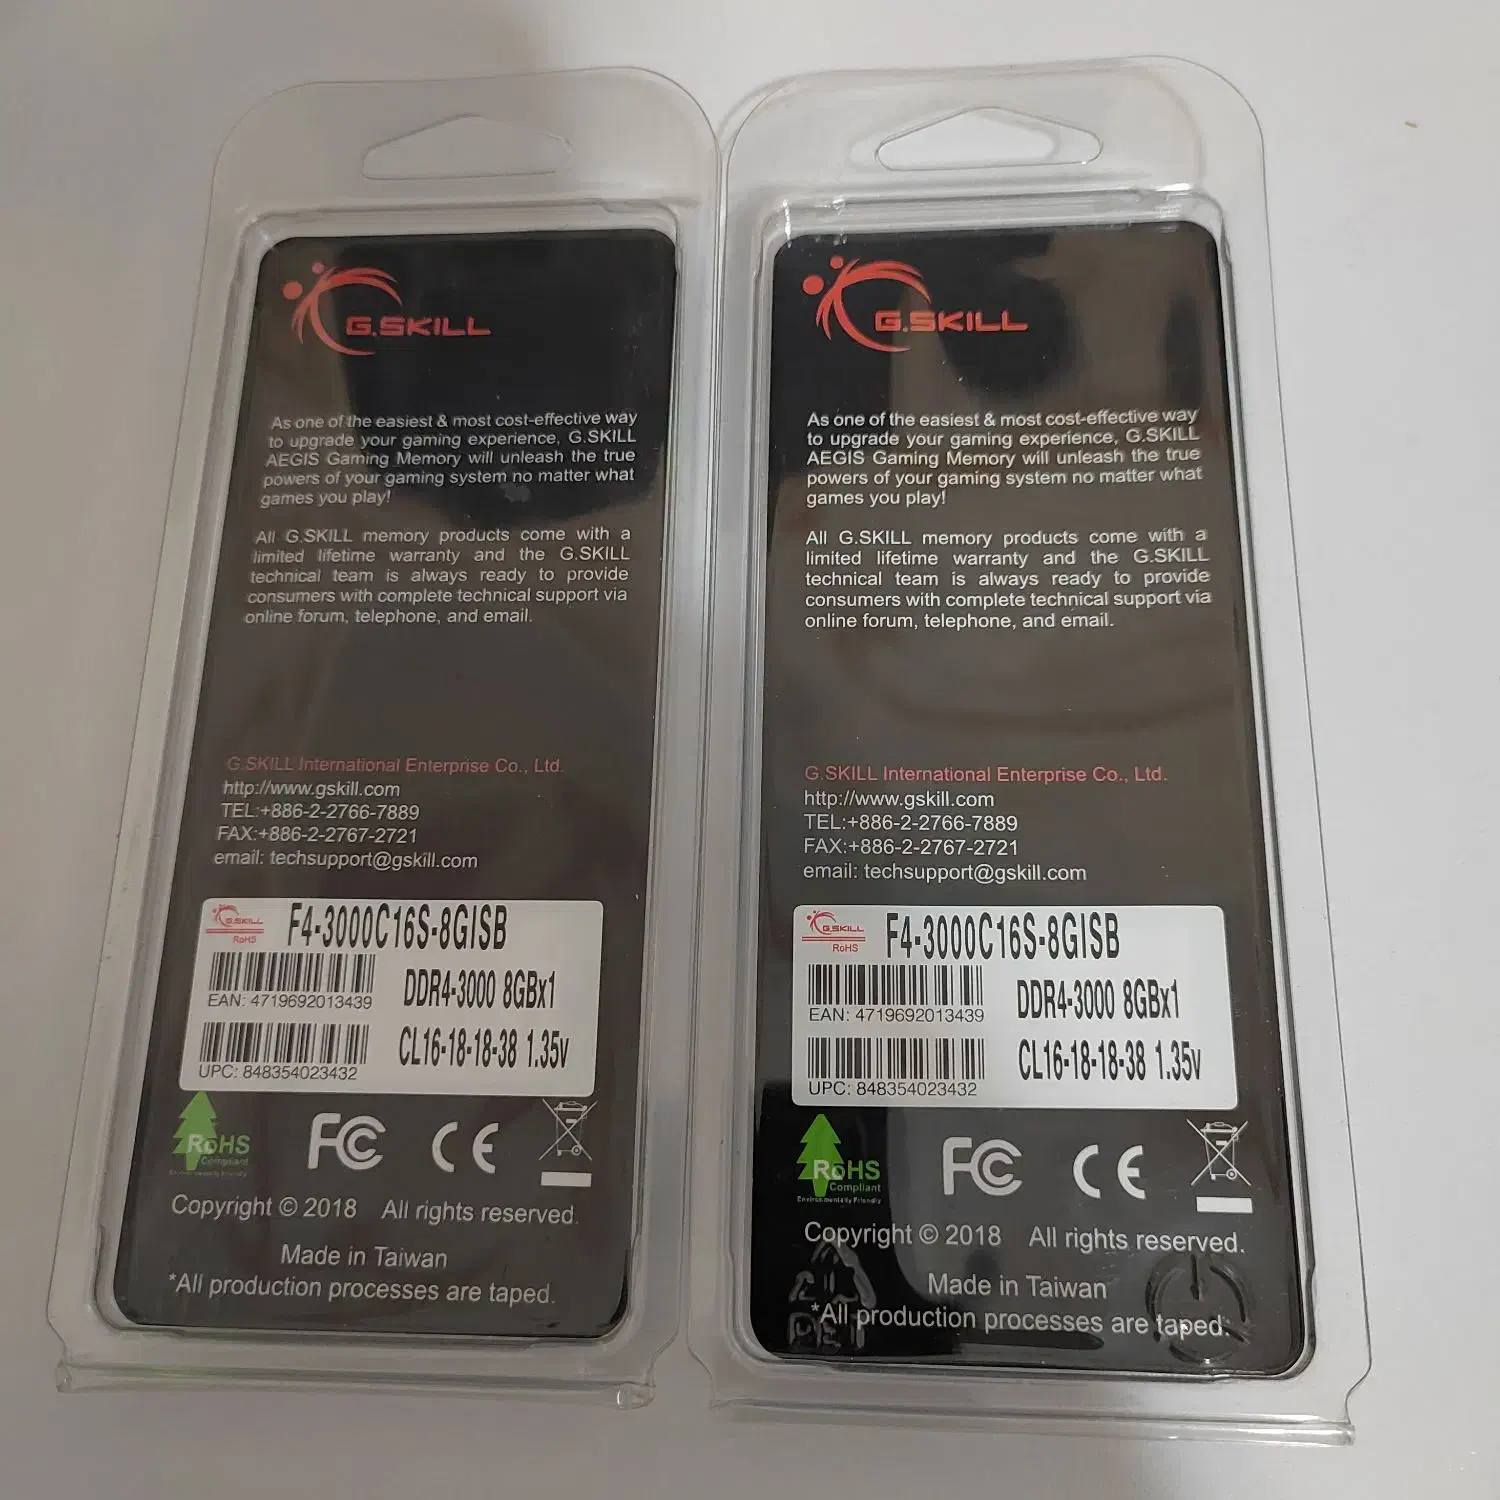 G.SKILL
As one of the easiest & most cost-effective way
to upgrade your gaming experience, G.SKILL
AEGIS Gaming Memory will unleash the true
powers of your gaming system no matter what
games you play!
All G.SKILL memory products come with a
limited lifetime warranty and the G.SKILL
technical team is always ready to provide
consumers with complete technical support via
online forum, telephone, and email.
G.SKILL International Enterprise Co., Ltd.
http://www.gskill.com
TEL:+886-2-2766-7889
FAX:+886-2-2767-2721
email: techsupport@gskill.com
G.SKILL
RoHS
F4-3000C16S-8GISB
EAN: 4719692013439
DDR4-3000 8GBx1
UPC: 848354023432
CL16-18-18-38 1.35v
RoHS
Compliant
Environmentally Friendly
FC CE
Copyright © 2018 All rights reserved.
Made in Taiwan
*All production processes are taped.
G.SKILL
As one of the easiest & most cost-effective way
to upgrade your gaming experience, G.SKILL
AEGIS Gaming Memory will unleash the true
powers of your gaming system no matter what
games you play!
All G.SKILL memory products come with a
limited lifetime warranty and the G.SKILL
technical team is always ready to provide
consumers with complete technical support via
online forum, telephone, and email.
G.SKILL International Enterprise Co., Ltd.
http://www.gskill.com
TEL:+886-2-2766-7889
FAX:+886-2-2767-2721
email: techsupport@gskill.com
G.SKILL
RoHS
F4-3000C16S-8GISB
EAN: 4719692013439
DDR4-3000 8GBx1
UPC: 848354023432
CL16-18-18-38 1.35v
RoHS
Compliant
Environmentally Friendly
FC CE
Copyright © 2018 All rights reserved.
Made in Taiwan
*All production processes are taped.
PET